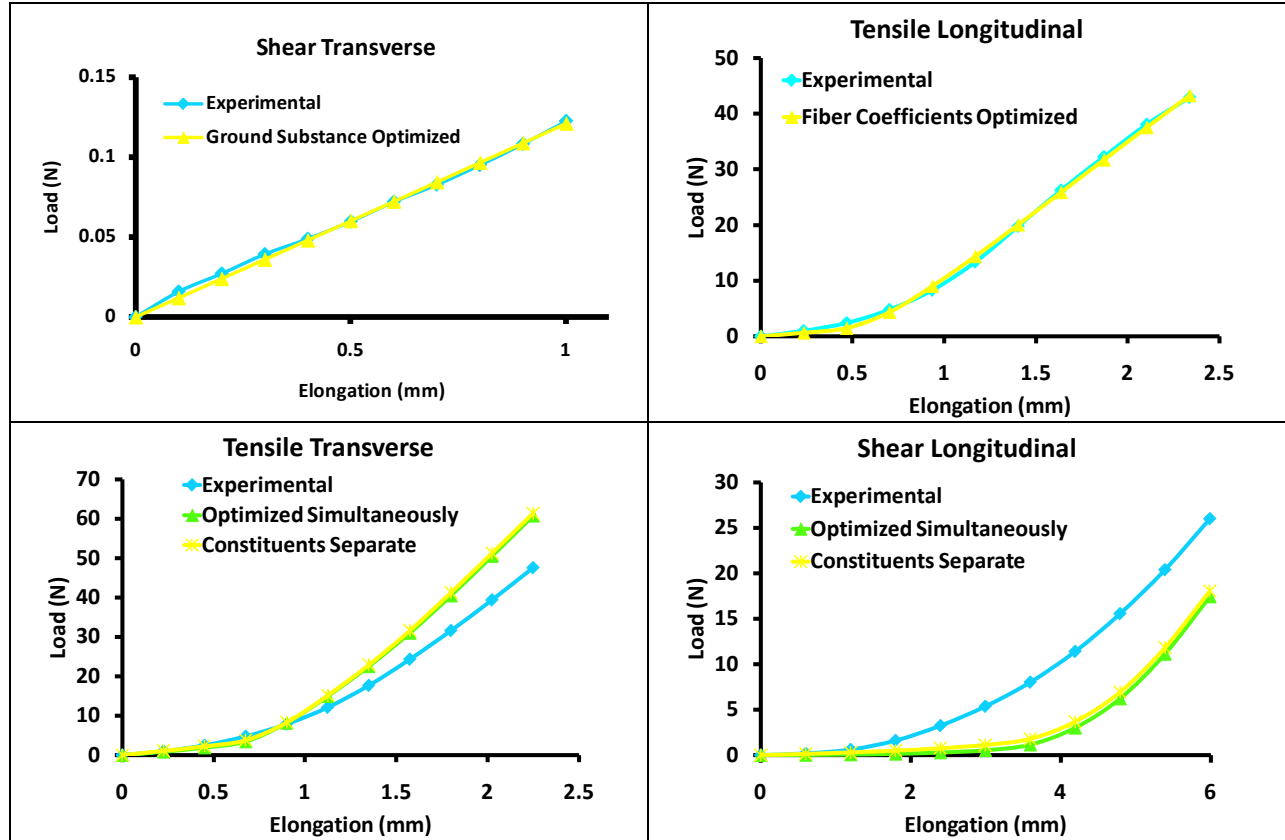 Shear Transverse
0.15
Experimental
Ground Substance Optimized
0.1
Load (N)
0.05
0
0
0.5
1
Elongation (mm)
Tensile Longitudinal
50
Experimental
40
Fiber Coefficients Optimized
30
Load (N)
20
10
0
0
0.5
1
1.5
2
2.5
Elongation (mm)
Tensile Transverse
70
Experimental
60
Optimized Simultaneously
50
Constituents Separate
40
Load (N)
30
20
10
0
0
0.5
1
1.5
2
2.5
Elongation (mm)
Shear Longitudinal
30
Experimental
25
Optimized Simultaneously
20
Constituents Separate
15
Load (N)
10
5
0
0
2
4
6
Elongation (mm)